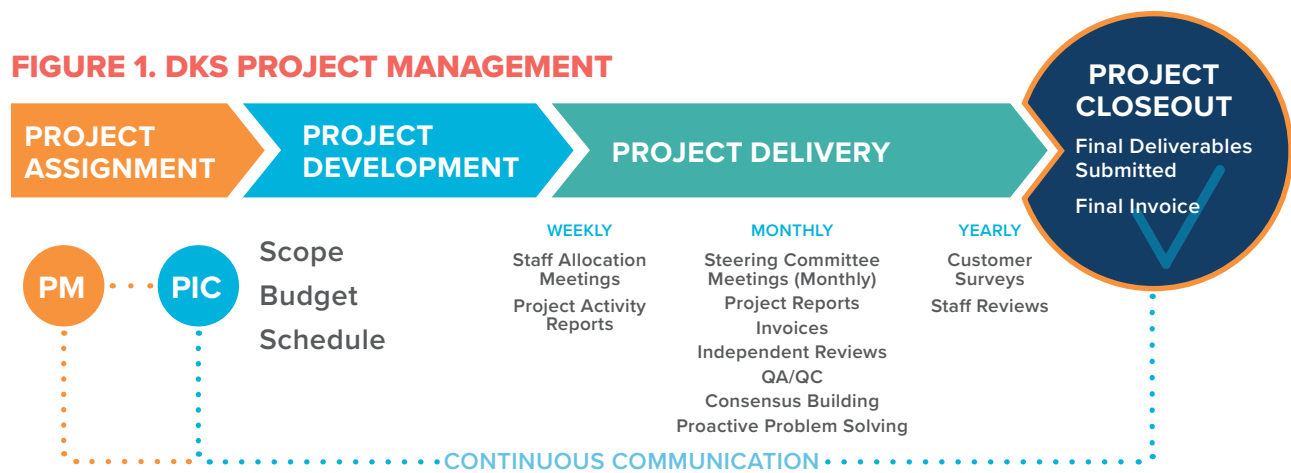 FIGURE 1. DKS PROJECT MANAGEMENT
PROJECT
ASSIGNMENT
PROJECT
DEVELOPMENT
PROJECT DELIVERY
PROJECT
CLOSEOUT
Final Deliverables
Submitted
Final Invoice
PM
PIC
Scope
Budget
Schedule
WEEKLY
Staff Allocation
Meetings
Project Activity
Reports
MONTHLY
Steering Committee
Meetings (Monthly)
Project Reports
Invoices
Independent Reviews
QA/QC
Consensus Building
Proactive Problem Solving
YEARLY
Customer
Surveys
Staff Reviews
CONTINUOUS COMMUNICATION